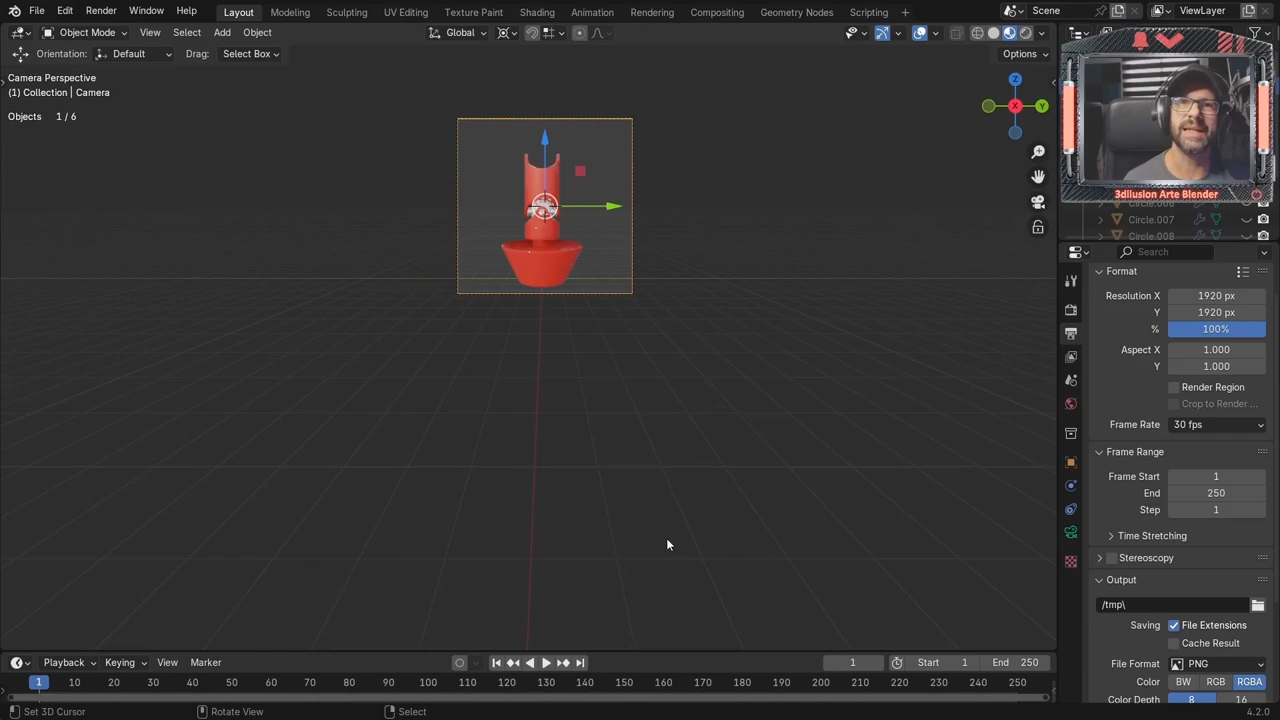 File Edit Render Window Help Layout Modeling Sculpting UV Editing Texture Paint Shading Animation Rendering Compositing Geometry Nodes Scripting Scene ViewLayer
Object Mode View Select Add Object Global
Orientation: Default Drag: Select Box Options
Camera Perspective
(1) Collection | Camera
Objects 1 / 6
Z
X
Y
3dilusion Arte Blender
Circle.007
Circle.008
Search
Format
Resolution X 1920 px
Y 1920 px
% 100%
Aspect X 1.000
Y 1.000
Render Region
Crop to Render ...
Frame Rate 30 fps
Frame Range
Frame Start 1
End 250
Step 1
Time Stretching
Stereoscopy
Output
/tmp\
Saving File Extensions
Cache Result
File Format PNG
Color BW RGB RGBA
Color Depth 8 16
Playback Keying View Marker 1 Start 1 End 250
1 10 20 30 40 50 60 70 80 90 100 110 120 130 140 150 160 170 180 190 200 210 220 230 240 250
Set 3D Cursor Rotate View Select 4.2.0